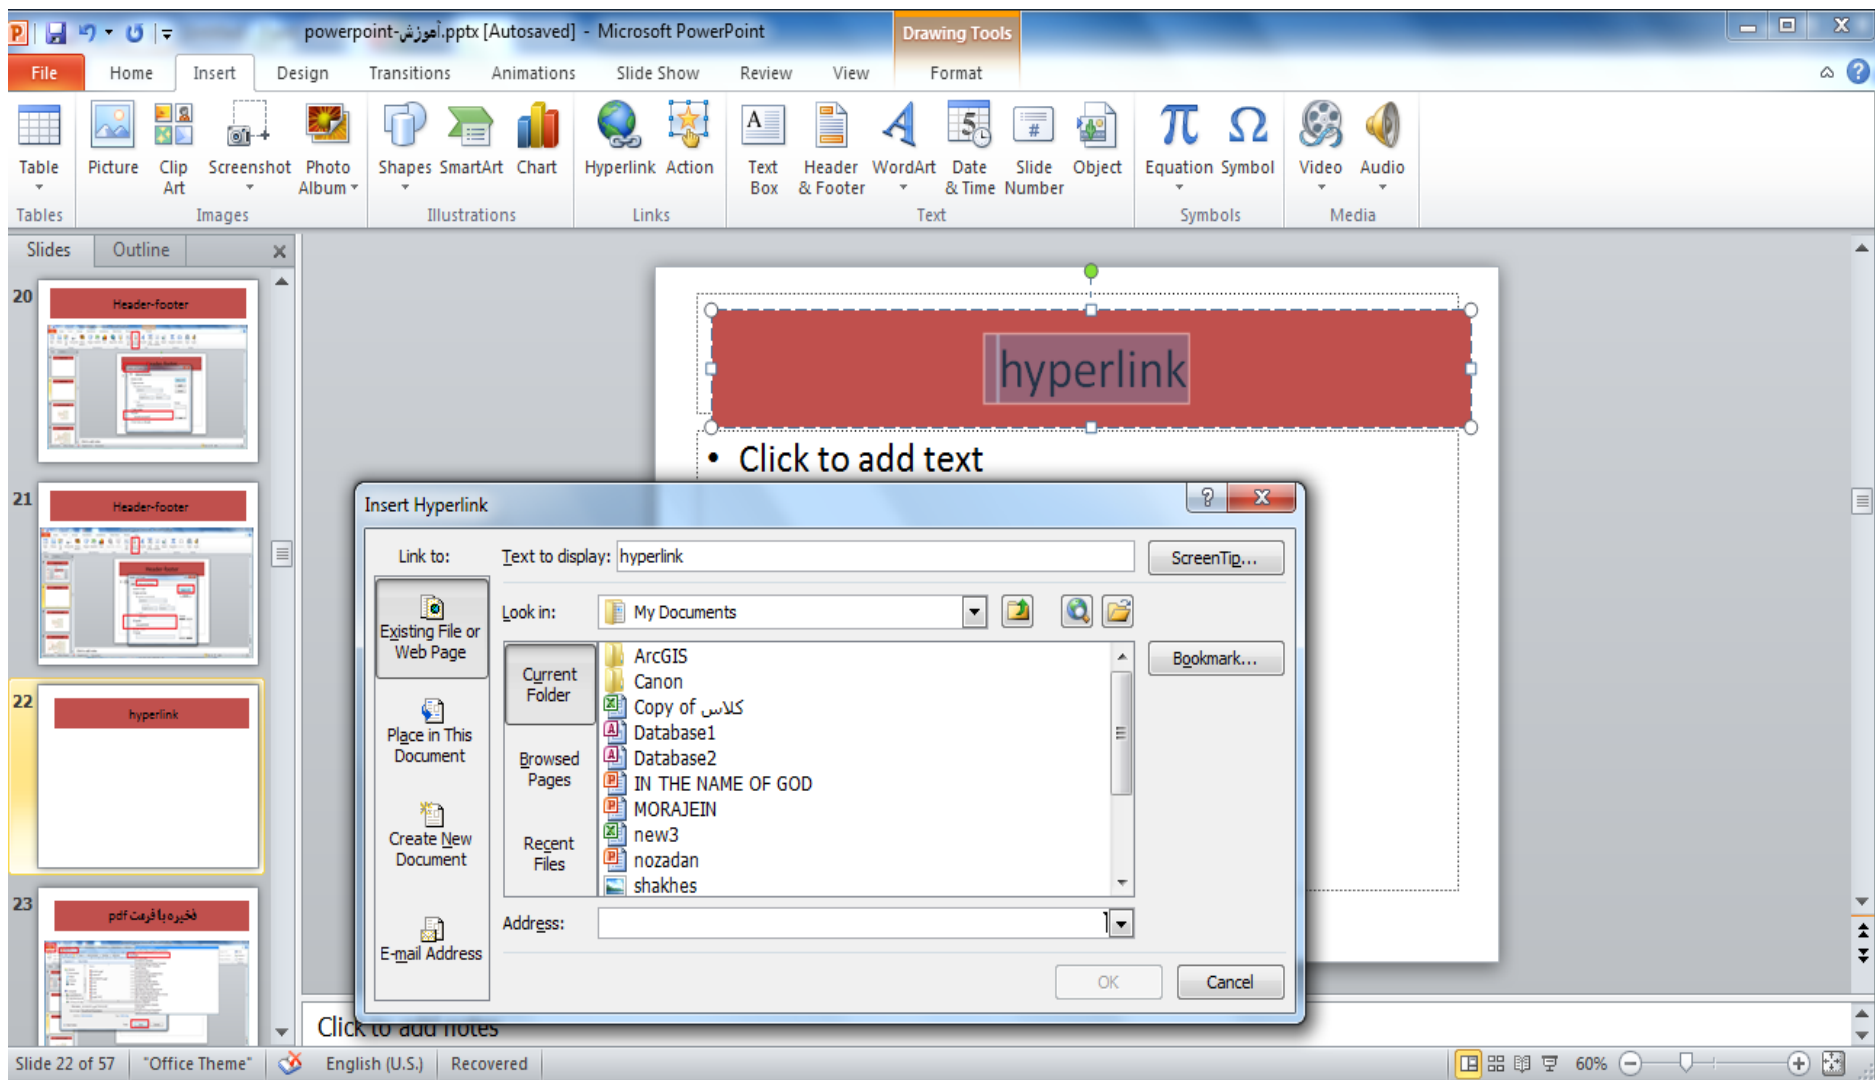 powerpoint-آموزش.pptx [Autosaved] - Microsoft PowerPoint
Drawing Tools
File Home Insert Design Transitions Animations Slide Show Review View Format
Table Picture Clip Art Screenshot Photo Album Shapes SmartArt Chart Hyperlink Action Text Box Header & Footer WordArt Date & Time Slide Number Object Equation Symbol Video Audio
Tables Images Illustrations Links Text Symbols Media
Slides Outline
20
Header-footer
21
Header-footer
22
hyperlink
23
ذخیره با فرمت pdf
hyperlink
• Click to add text
Insert Hyperlink
Link to:
Text to display: hyperlink
ScreenTip...
Existing File or
Web Page
Place in This
Document
Create New
Document
E-mail Address
Look in: My Documents
Current
Folder
Browsed
Pages
Recent
Files
ArcGIS
Canon
Copy of کلاس
Database1
Database2
IN THE NAME OF GOD
MORAJEIN
new3
nozadan
shakhes
Bookmark...
Address:
OK Cancel
Click to add notes
Slide 22 of 57 "Office Theme" English (U.S.) Recovered 60%